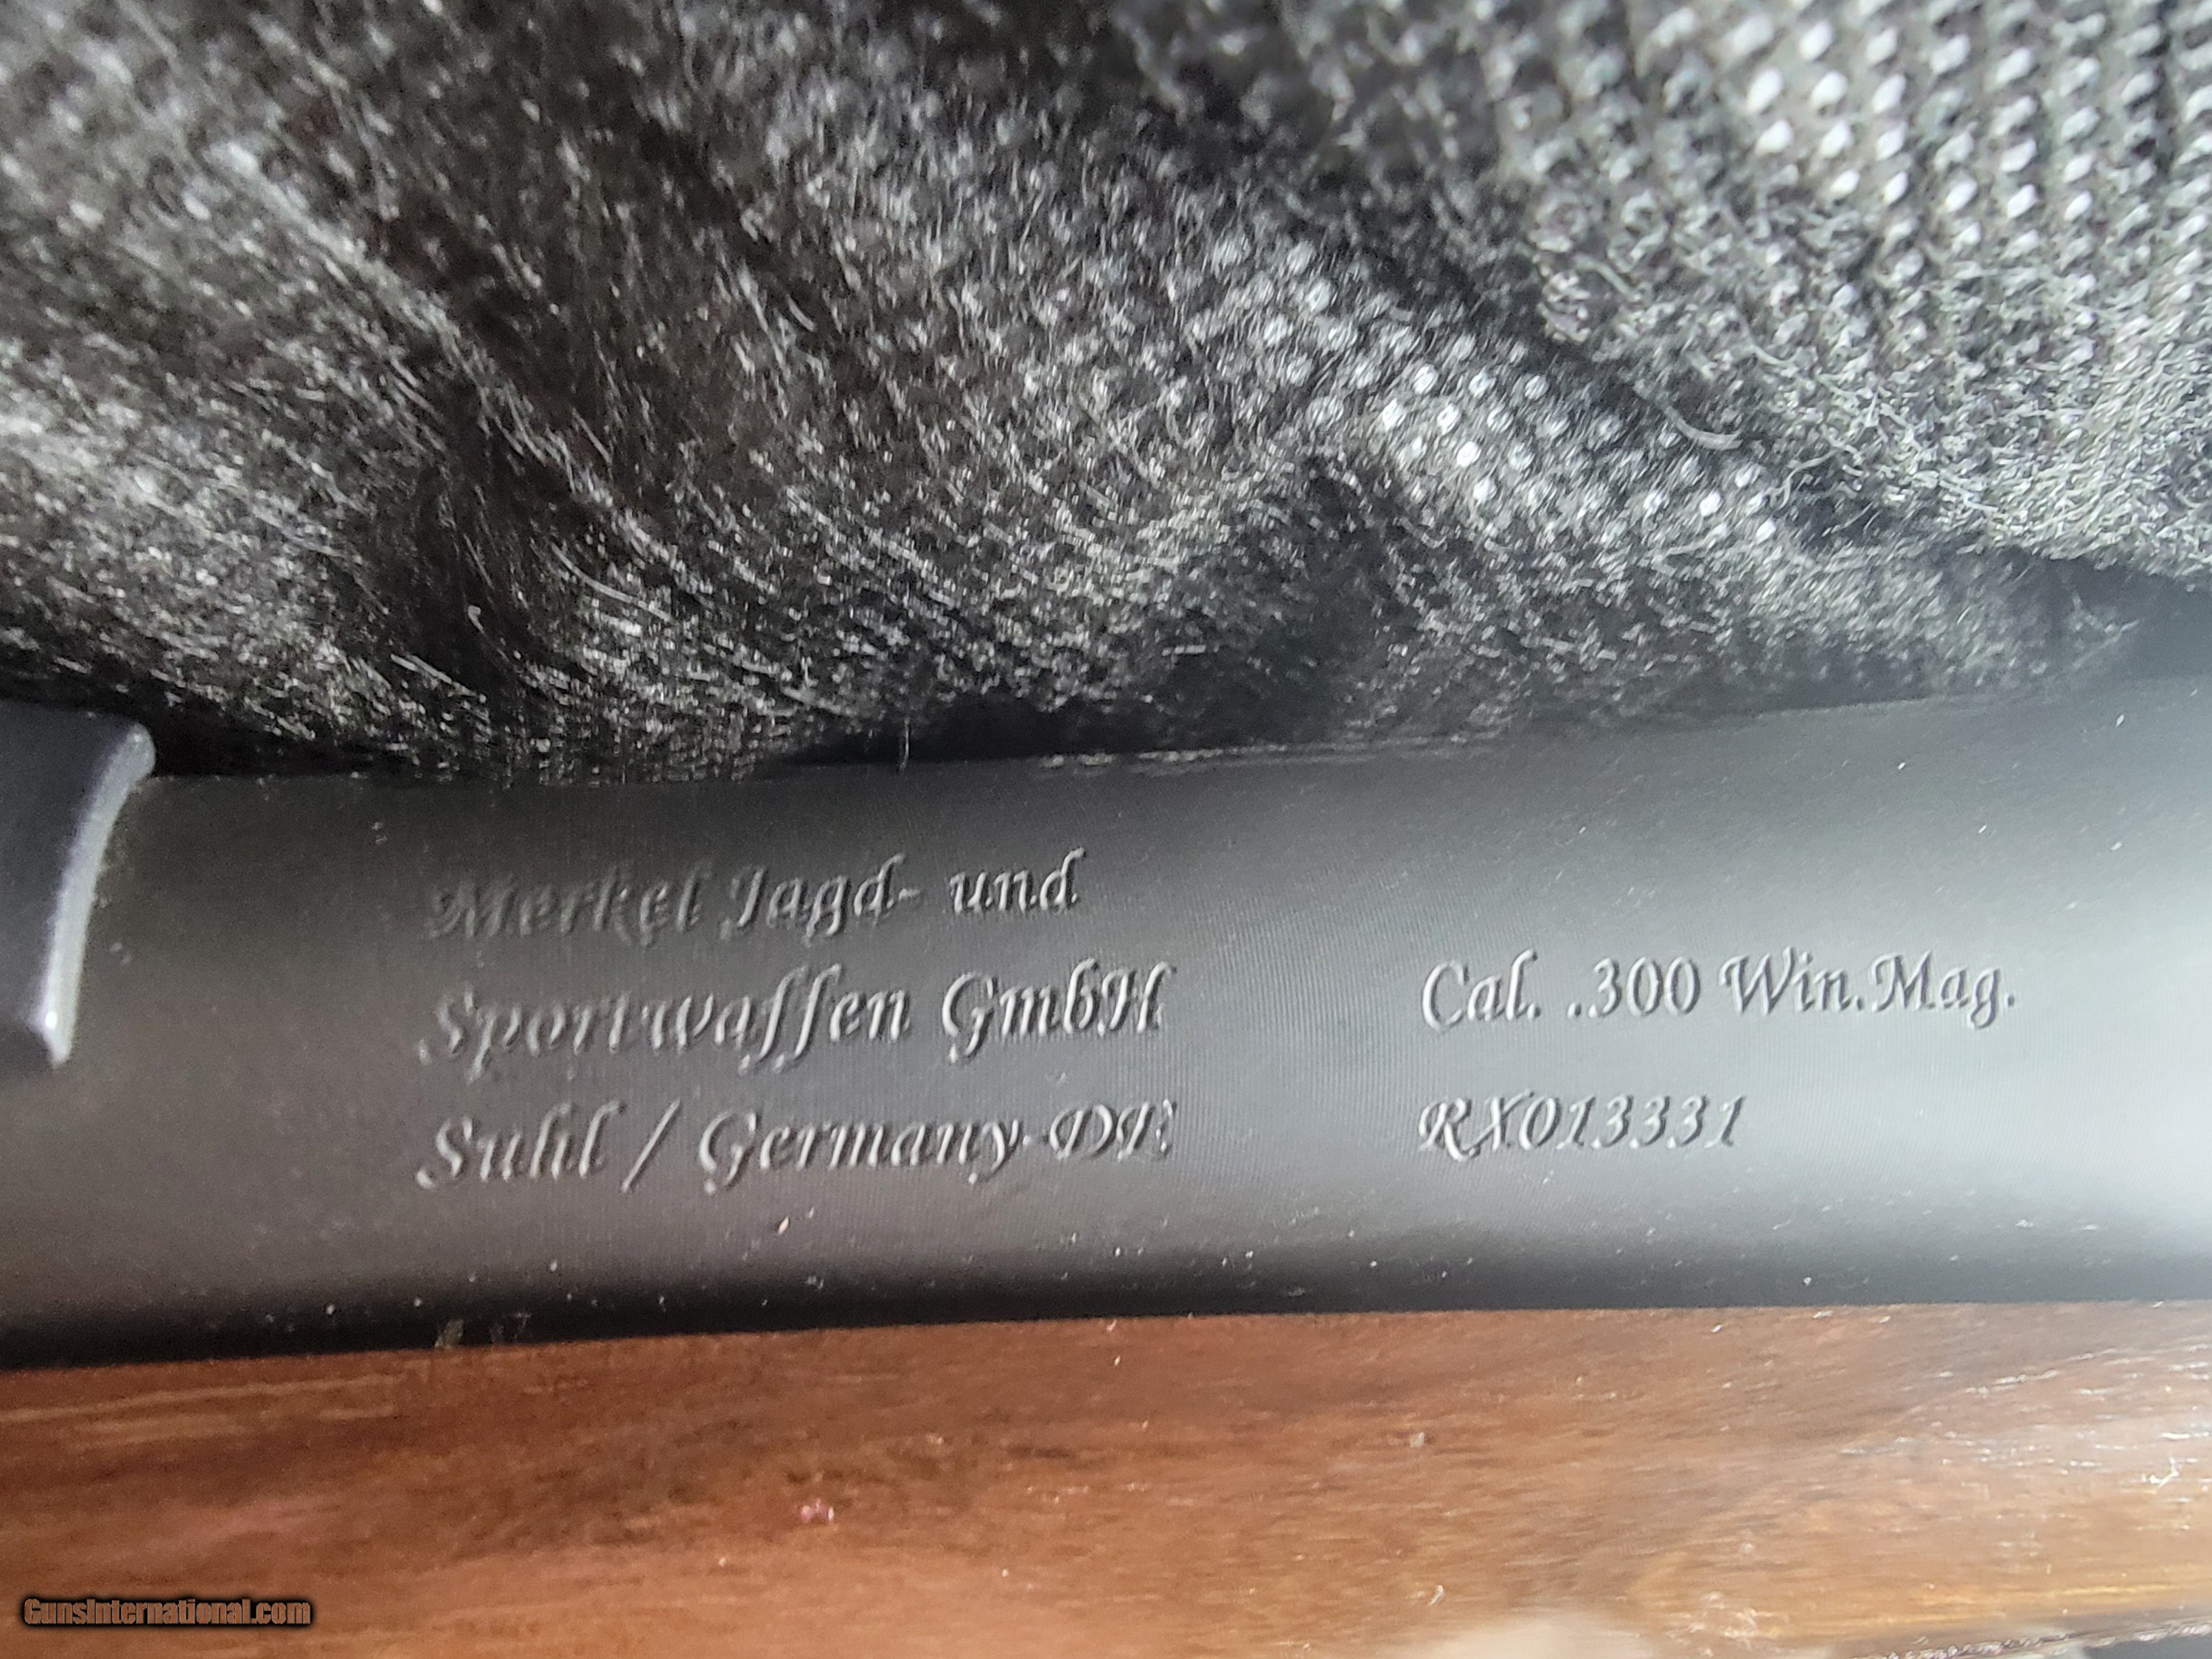 Merkel Jagd- und
Sportwaffen GmbH
Suhl / Germany-DE
Cal. .300 Win.Mag.
RX013331
GunsInternational.com